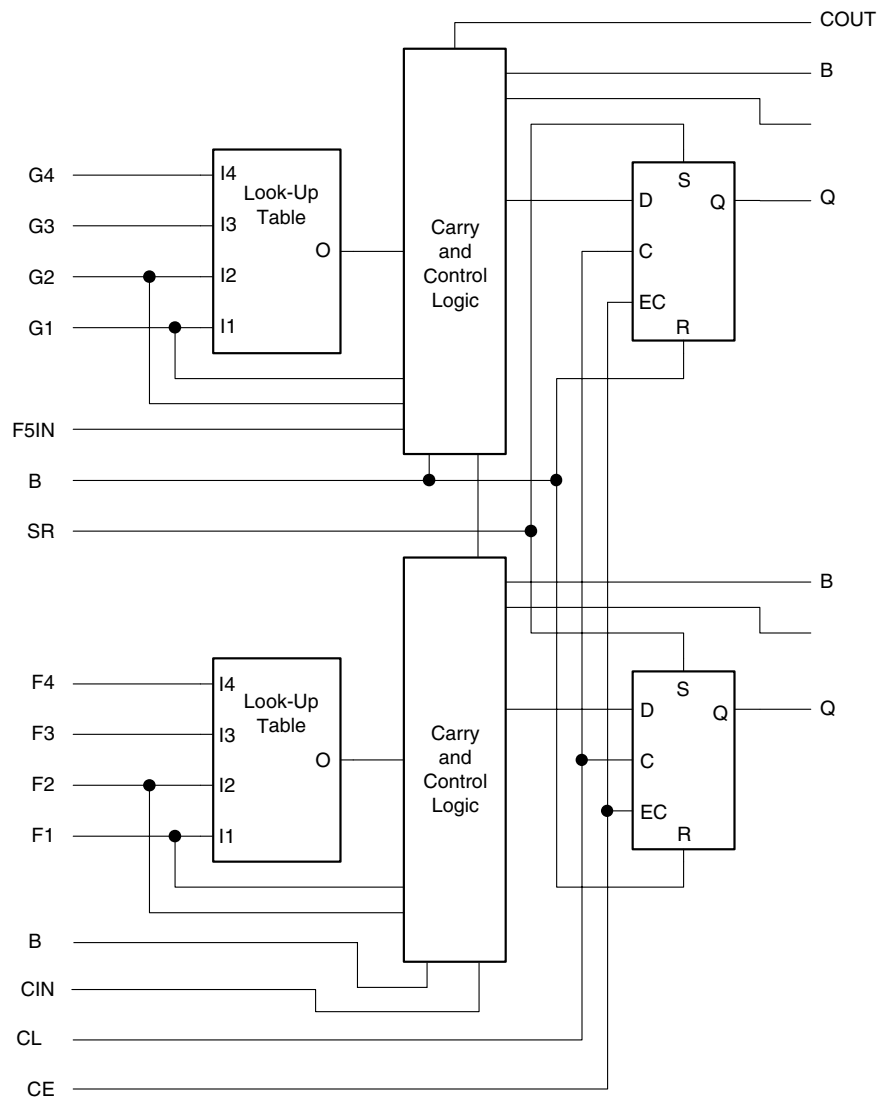 COUT
B
G4
I4
Look-Up
Table
S
D
Q
Q
G3
I3
O
Carry
and
Control
Logic
C
G2
I2
EC
G1
I1
R
F5IN
B
SR
B
F4
I4
Look-Up
Table
S
D
Q
Q
F3
I3
O
Carry
and
Control
Logic
C
F2
I2
EC
F1
I1
R
B
CIN
CL
CE